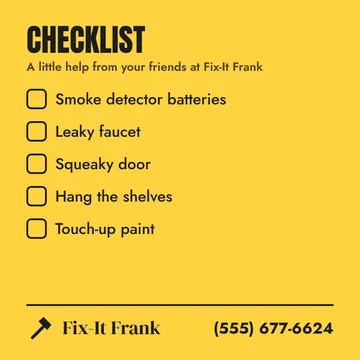 CHECKLIST
A little help from your friends at Fix-It Frank
Smoke detector batteries
Leaky faucet
Squeaky door
Hang the shelves
Touch-up paint
Fix-It Frank (555) 677-6624